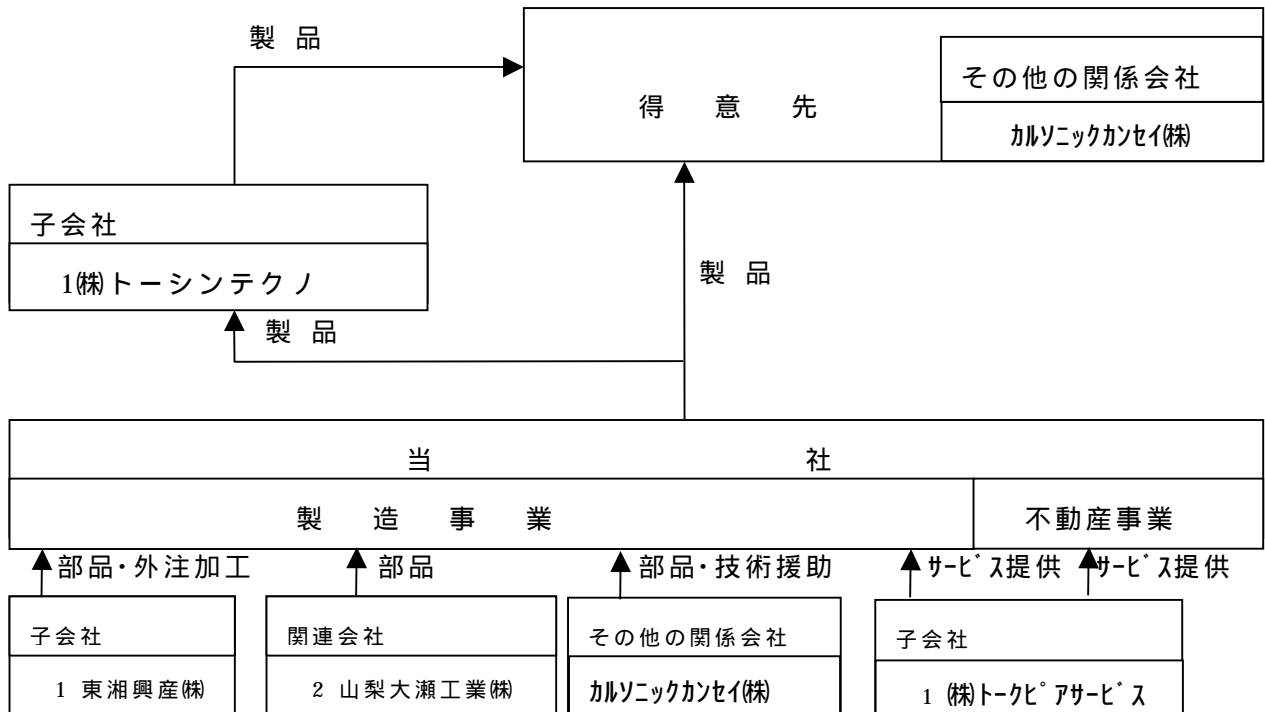 製品
その他の関係会社
得意先
カルソニックカンセイ㈱
子会社
1㈱トーシンテクノ
製品
製品
当社
製造事業
不動産事業
部品・外注加工
部品
部品・技術援助
サービス提供
サービス提供
子会社
関連会社
その他の関係会社
子会社
1 東湘興産㈱
2 山梨大瀬工業㈱
カルソニックカンセイ㈱
1 ㈱トークピアサービス